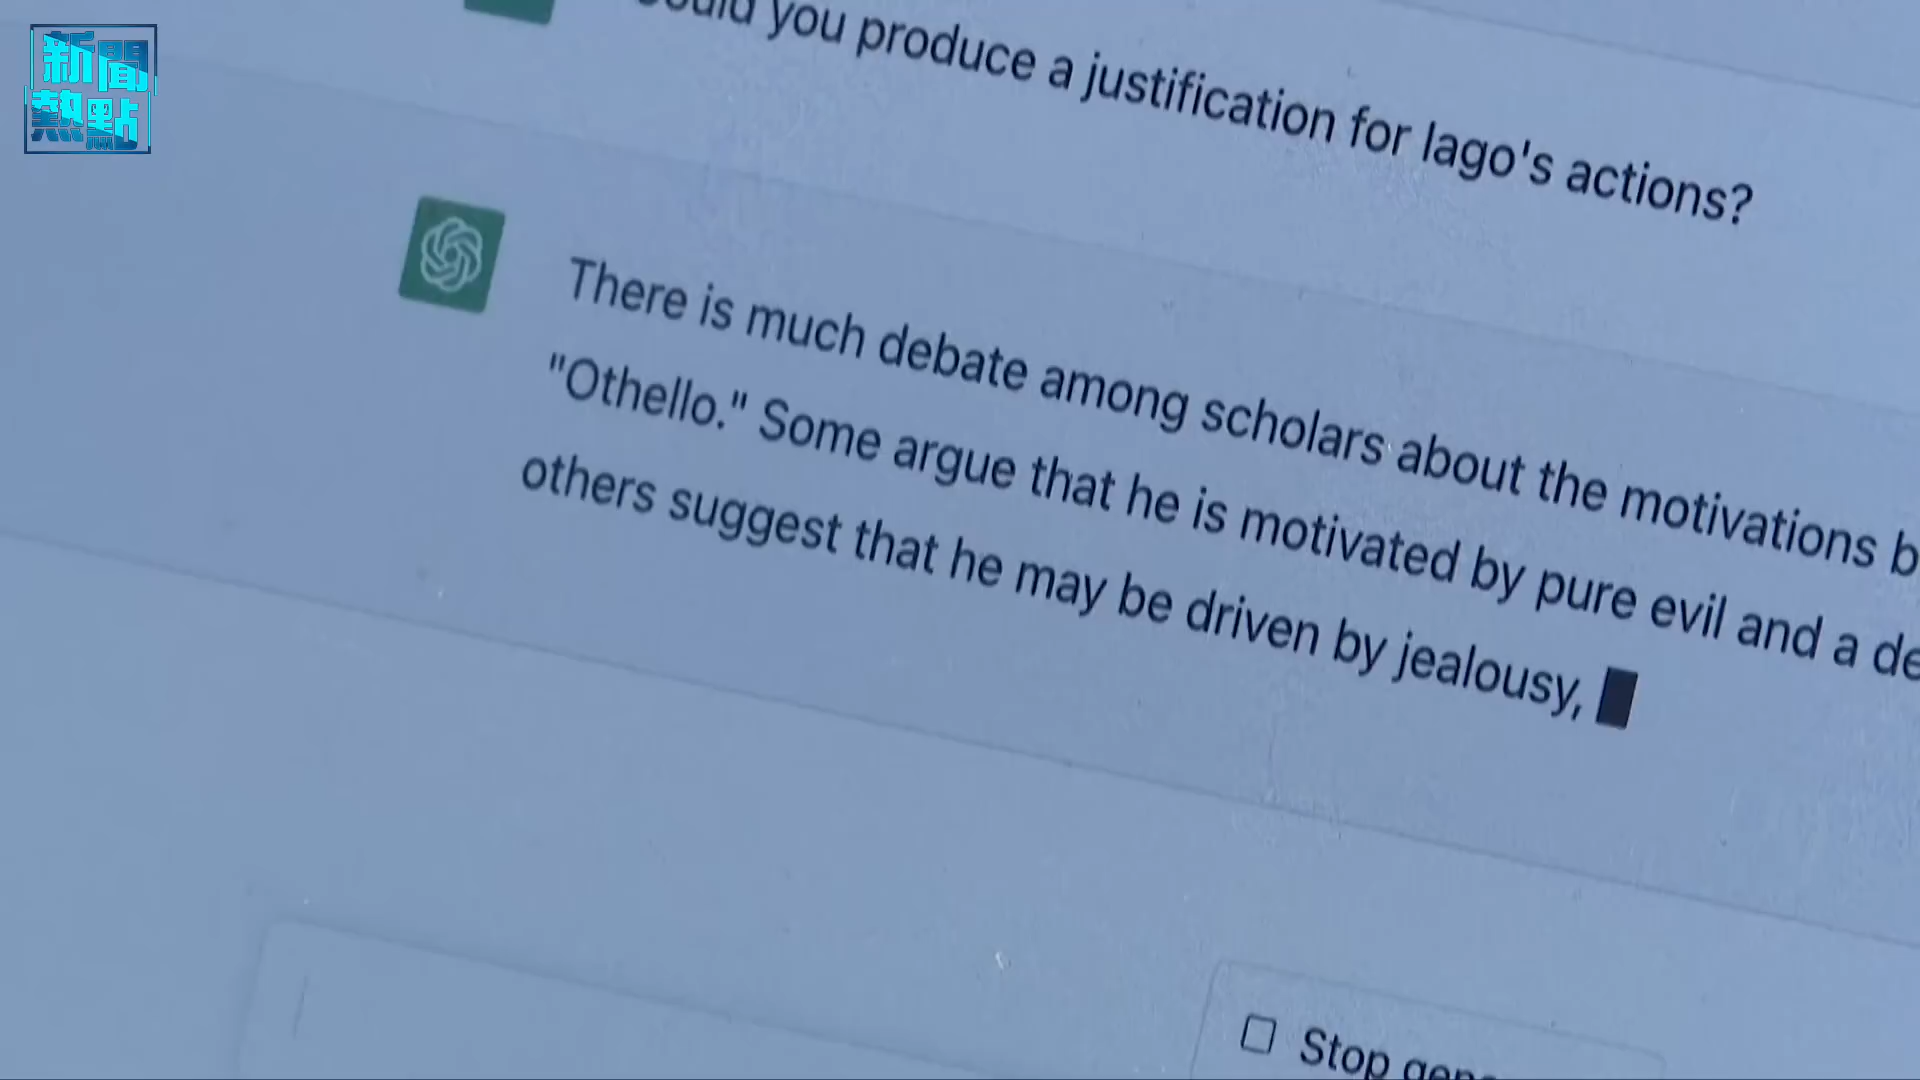 新聞
熱點
you produce a justification for Iago's actions?
There is much debate among scholars about the motivations
"Othello." Some argue that he is motivated by pure evil and a
others suggest that he may be driven by jealousy,
Stop